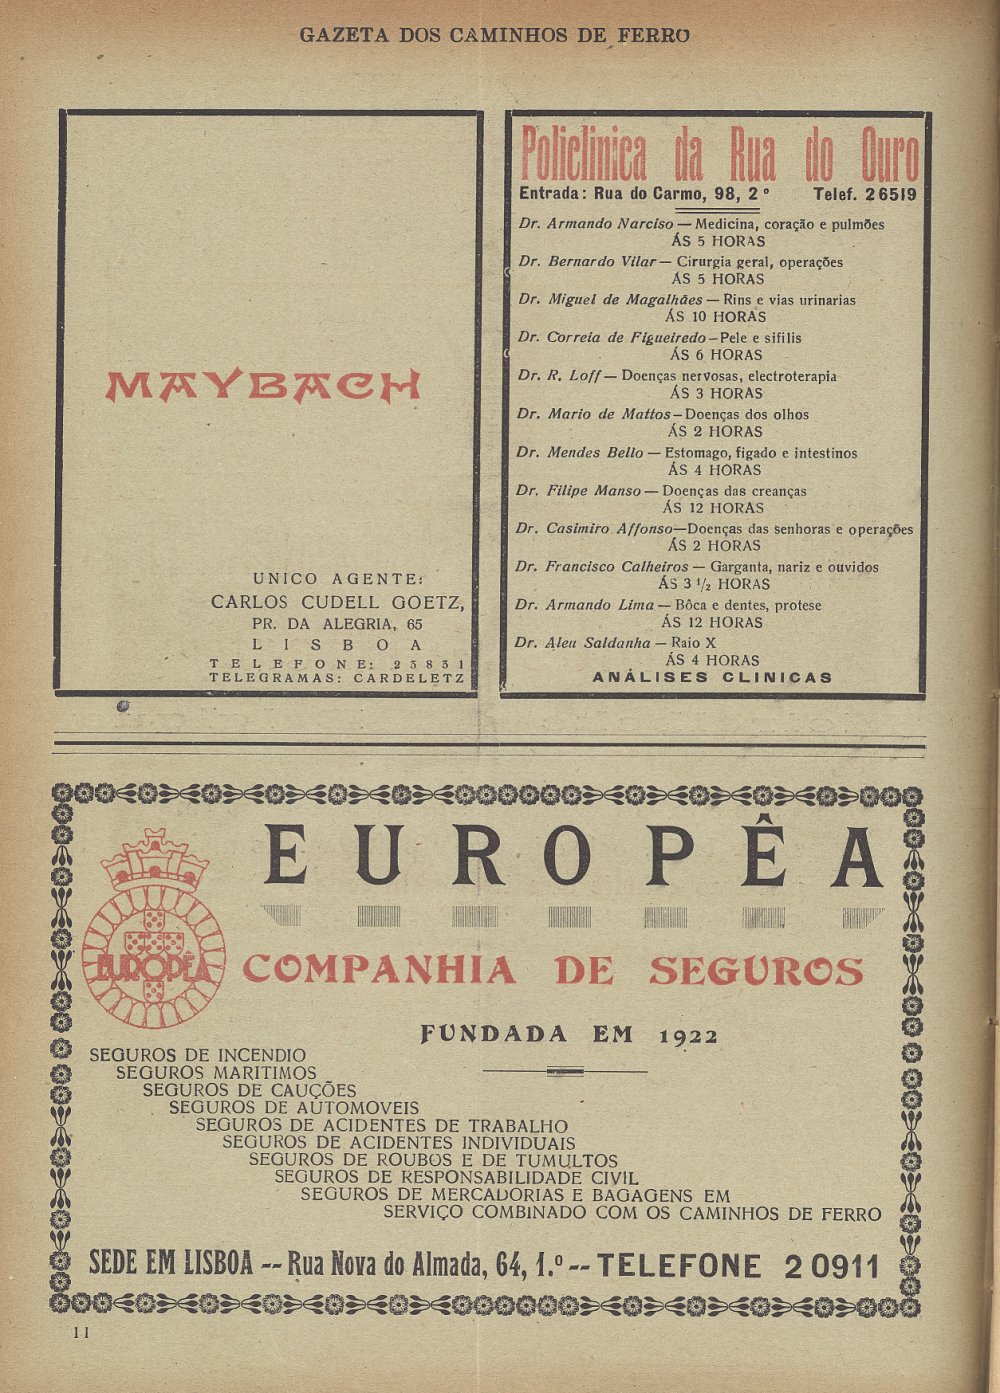 GAZETA DOS CAMINHOS DE FERRO
MAYBACH
UNICO AGENTE:
CARLOS CUDELL GOETZ,
PR. DA ALEGRIA, 65
LISBOA
TELEFONE: 23831
TELEGRAMAS: CARDELETZ
Policlinica da Rua do Ouro
Entrada: Rua do Carmo, 98, 2º Telef. 26519
Dr. Armando Narciso — Medicina, coração e pulmões
ÁS 5 HORAS
Dr. Bernardo Vilar — Cirurgia geral, operações
ÁS 5 HORAS
Dr. Miguel de Magalhães — Rins e vias urinarias
ÁS 10 HORAS
Dr. Correia de Figueiredo — Pele e sifilis
ÁS 6 HORAS
Dr. R. Loff — Doenças nervosas, electroterapia
ÁS 3 HORAS
Dr. Mario de Mattos — Doenças dos olhos
ÁS 2 HORAS
Dr. Mendes Bello — Estomago, figado e intestinos
ÁS 4 HORAS
Dr. Filipe Manso — Doenças das creanças
ÁS 12 HORAS
Dr. Casimiro Affonso — Doenças das senhoras e operações
ÁS 2 HORAS
Dr. Francisco Calheiros — Garganta, nariz e ouvidos
ÁS 3 1/2 HORAS
Dr. Armando Lima — Bôca e dentes, protese
ÁS 12 HORAS
Dr. Aleu Saldanha — Raio X
ÁS 4 HORAS
ANÁLISES CLINICAS
EUROPÊA
EUROPÊA
COMPANHIA DE SEGUROS
FUNDADA EM 1922
SEGUROS DE INCENDIO
SEGUROS MARITIMOS
SEGUROS DE CAUÇÕES
SEGUROS DE AUTOMOVEIS
SEGUROS DE ACIDENTES DE TRABALHO
SEGUROS DE ACIDENTES INDIVIDUAIS
SEGUROS DE ROUBOS E DE TUMULTOS
SEGUROS DE RESPONSABILIDADE CIVIL
SEGUROS DE MERCADORIAS E BAGAGENS EM
SERVIÇO COMBINADO COM OS CAMINHOS DE FERRO
SEDE EM LISBOA -- Rua Nova do Almada, 64, 1.º -- TELEFONE 20911
II